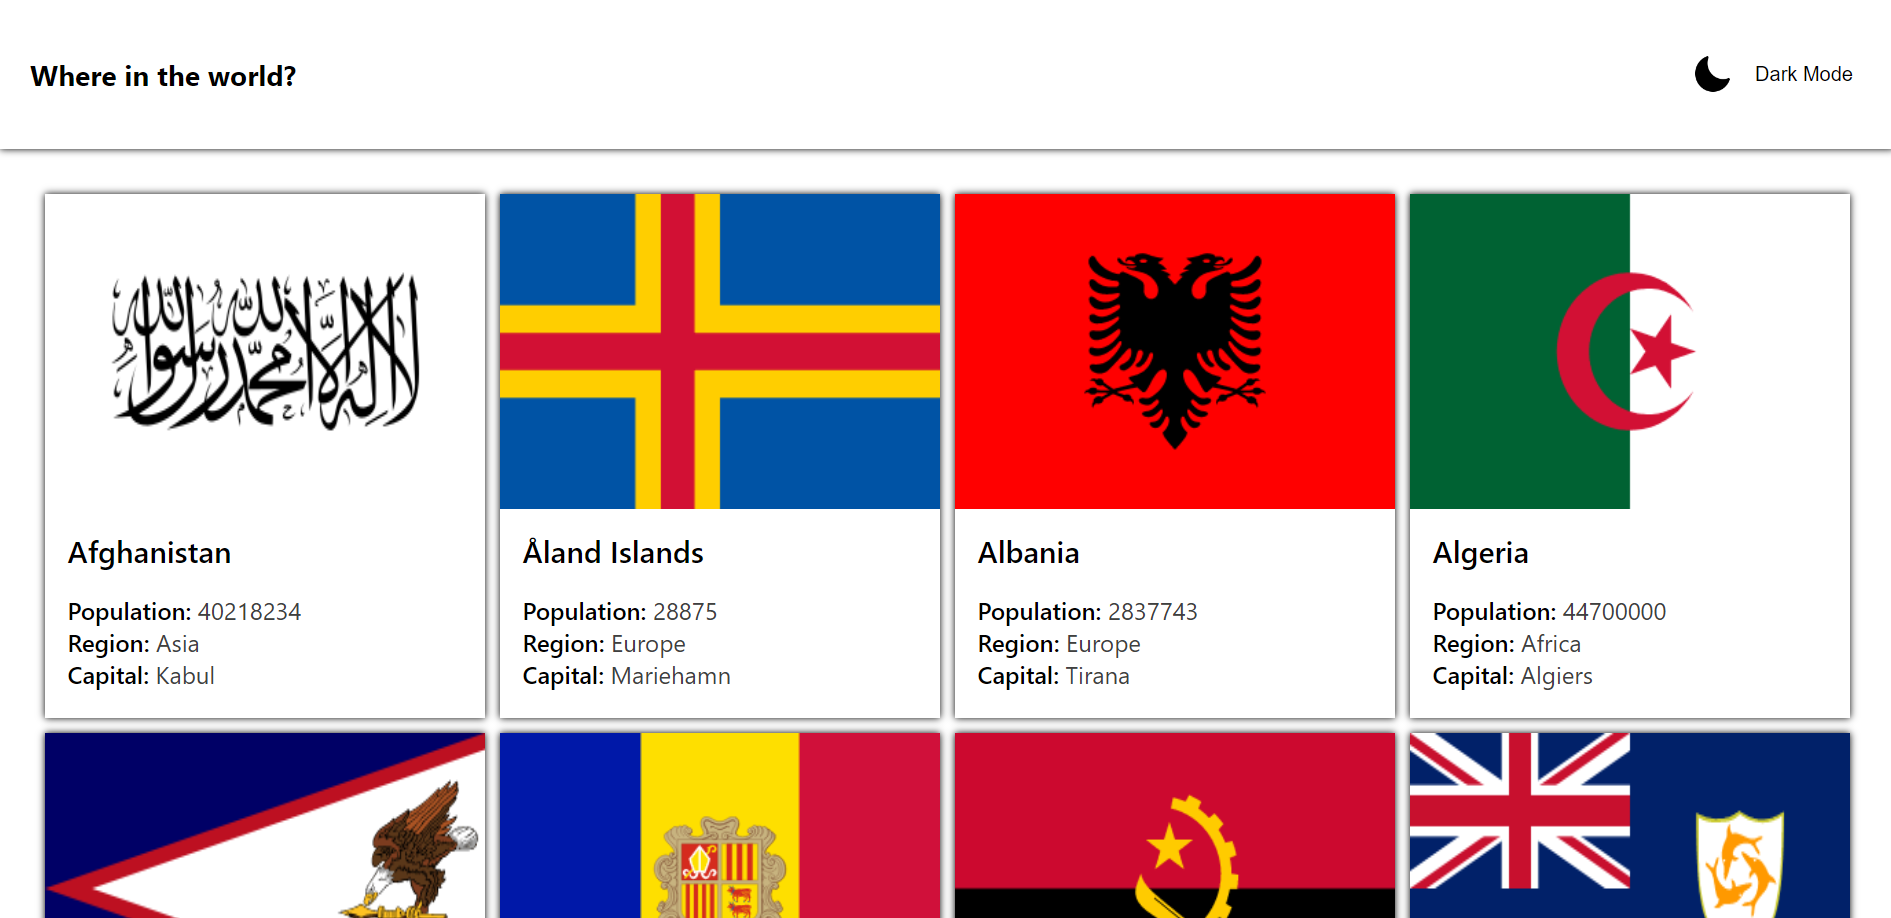 Where in the world?
Dark Mode
لا إله إلا الله محمد رسول الله
Afghanistan
Population: 40218234
Region: Asia
Capital: Kabul
Åland Islands
Population: 28875
Region: Europe
Capital: Mariehamn
Albania
Population: 2837743
Region: Europe
Capital: Tirana
Algeria
Population: 44700000
Region: Africa
Capital: Algiers